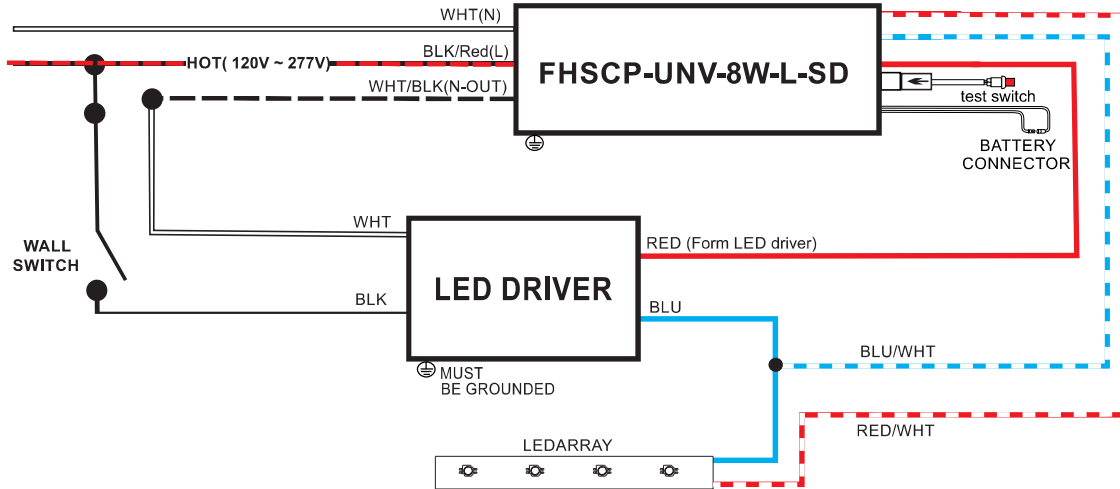 WHT(N)
BLK/Red(L)
HOT( 120V ~ 277V)
WHT/BLK(N-OUT)
FHSCP-UNV-8W-L-SD
test switch
BATTERY
CONNECTOR
WHT
WALL
SWITCH
LED DRIVER
RED (Form LED driver)
BLK
BLU
MUST
BE GROUNDED
BLU/WHT
RED/WHT
LEDARRAY